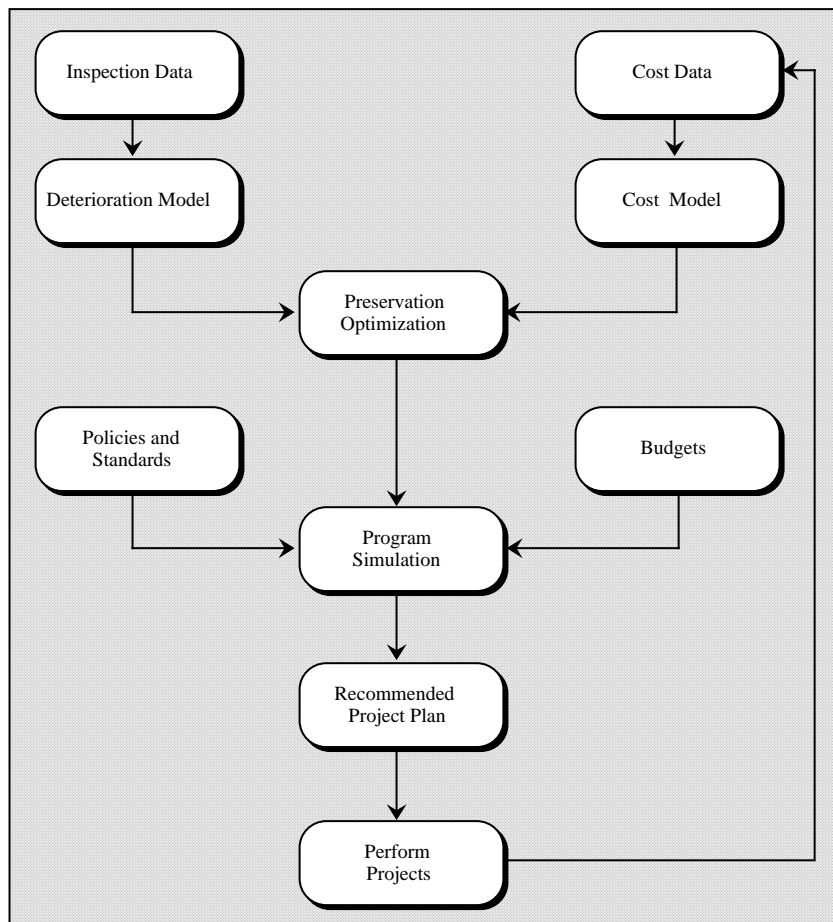 Inspection Data
Cost Data
Deterioration Model
Cost Model
Preservation
Optimization
Policies and
Standards
Budgets
Program
Simulation
Recommended
Project Plan
Perform
Projects